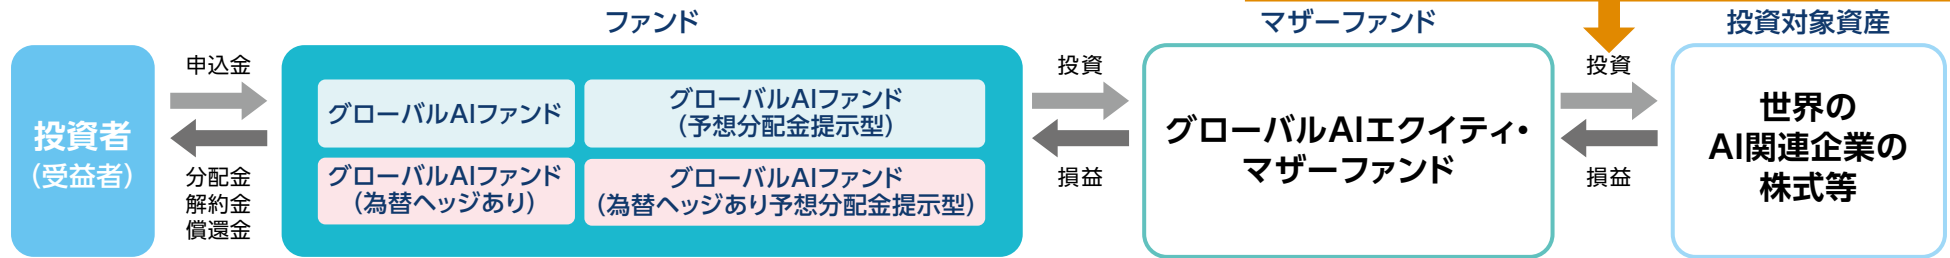 ファンド
マザーファンド
投資対象資産
投資者
(受益者)
申込金
分配金
解約金
償還金
グローバルAIファンド
グローバルAIファンド
(予想分配金提示型)
グローバルAIファンド
(為替ヘッジあり)
グローバルAIファンド
(為替ヘッジあり予想分配金提示型)
投資
損益
グローバルAIエクイティ・
マザーファンド
投資
損益
世界の
AI関連企業の
株式等